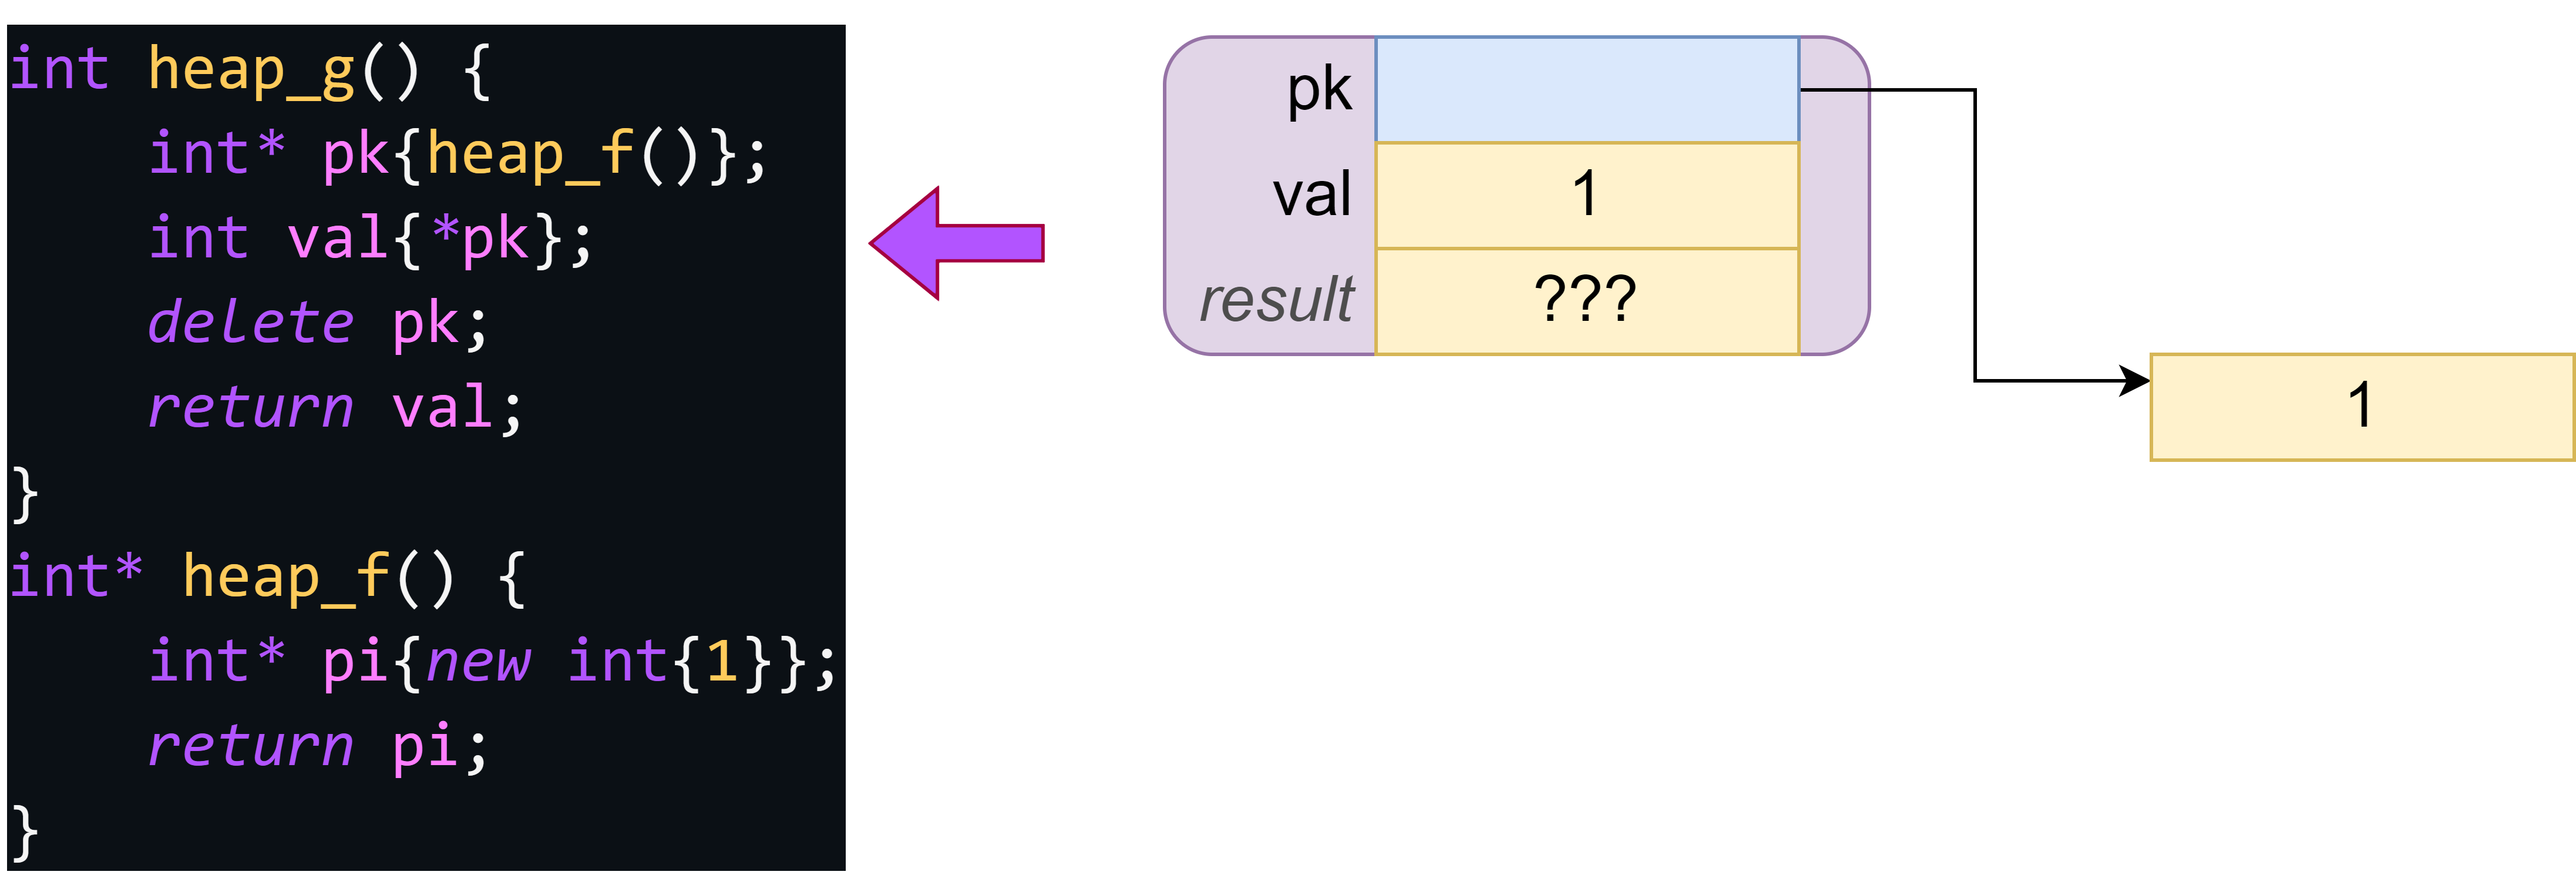 int heap_g() {
    int* pk{heap_f()};
    int val{*pk};
    delete pk;
    return val;
}
int* heap_f() {
    int* pi{new int{1}};
    return pi;
}
pk
val 1
result ???
1